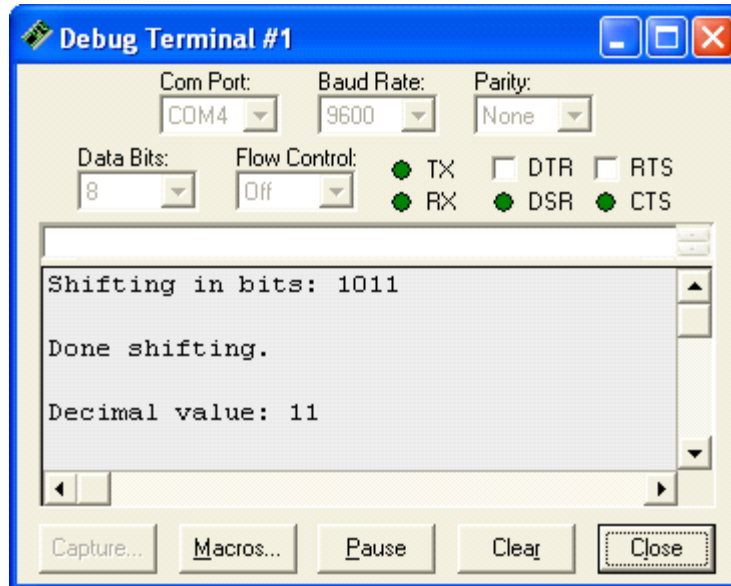 Debug Terminal #1
Com Port: Baud Rate: Parity:
COM4 9600 None
Data Bits: Flow Control: TX DTR RTS
8 Off RX DSR CTS
Shifting in bits: 1011
Done shifting.
Decimal value: 11
Capture... Macros... Pause Clear Close